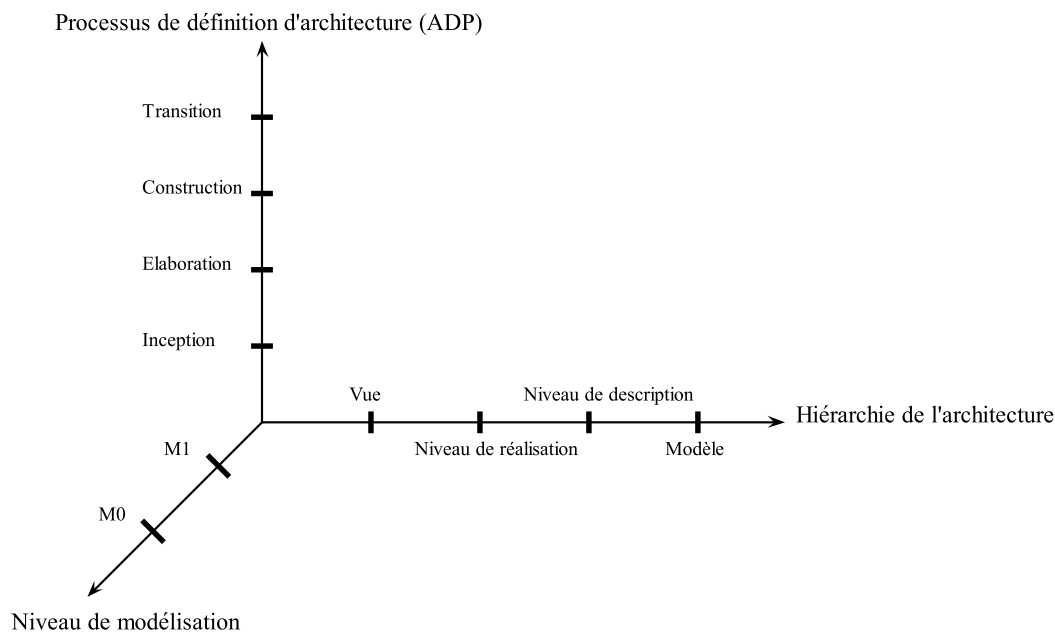 Processus de définition d'architecture (ADP)
Transition
Construction
Elaboration
Inception
Vue
Niveau de description
Hiérarchie de l'architecture
Niveau de réalisation
Modèle
M1
M0
Niveau de modélisation